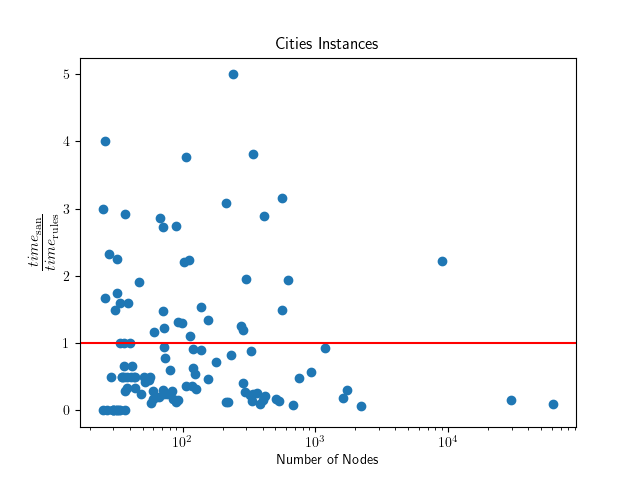 Cities Instances
5
4
3
2
1
0
time_san
time_rules
10^2
10^3
10^4
Number of Nodes